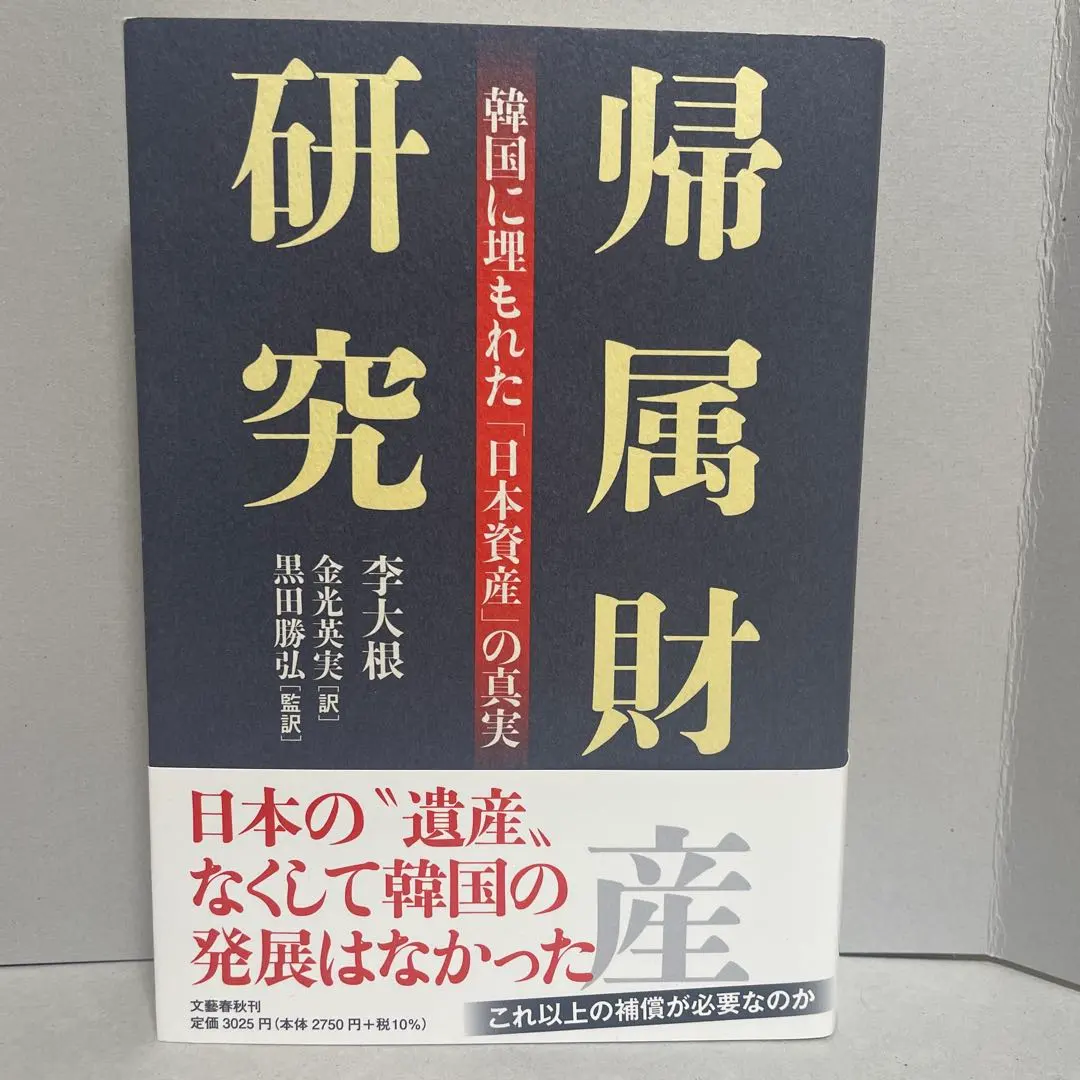 帰属財産
研究
韓国に埋もれた「日本資産」の真実
李大根
金光英実[訳]
黒田勝弘[監訳]
日本の〝遺産〟
なくして韓国の
発展はなかった
これ以上の補償が必要なのか
文藝春秋刊
定価3025円(本体2750円+税10%)